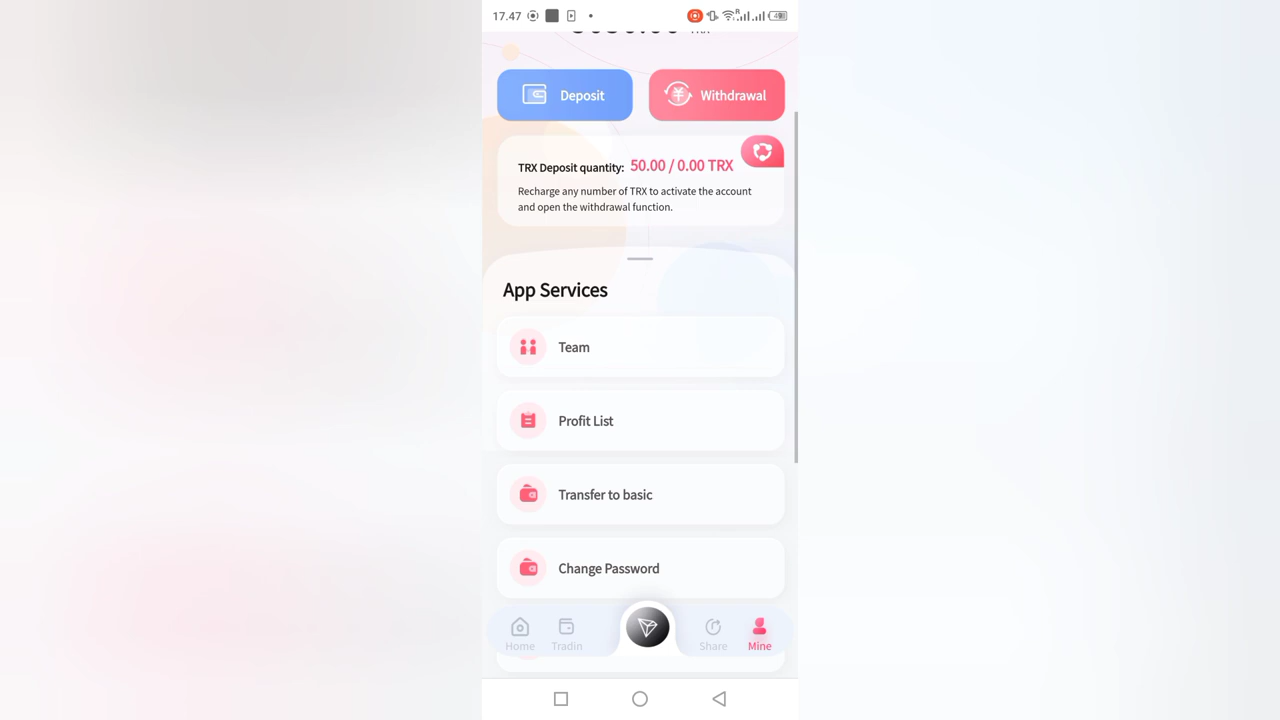 17.47
R
49
TRX
Deposit
Withdrawal
TRX Deposit quantity: 50.00 / 0.00 TRX
Recharge any number of TRX to activate the account
and open the withdrawal function.
App Services
Team
Profit List
Transfer to basic
Change Password
Home
Tradin
Share
Mine